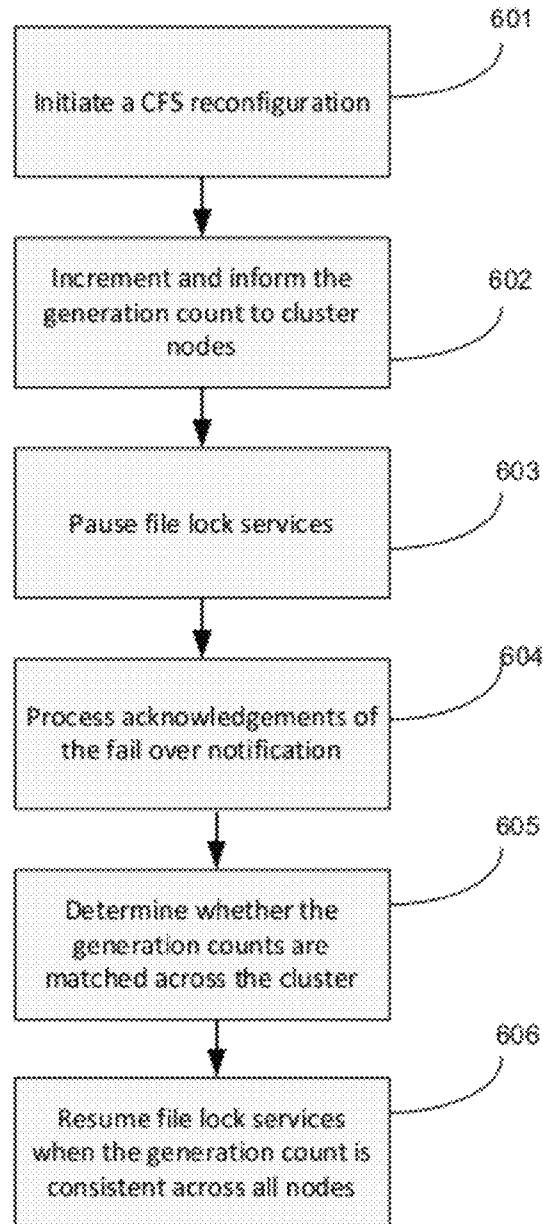 601
Initiate a CFS reconfiguration
Increment and inform the
generation count to cluster
nodes
602
Pause file lock services
603
604
Process acknowledgements of
the fail over notification
605
Determine whether the
generation counts are
matched across the cluster
606
Resume file lock services
when the generation count is
consistent across all nodes